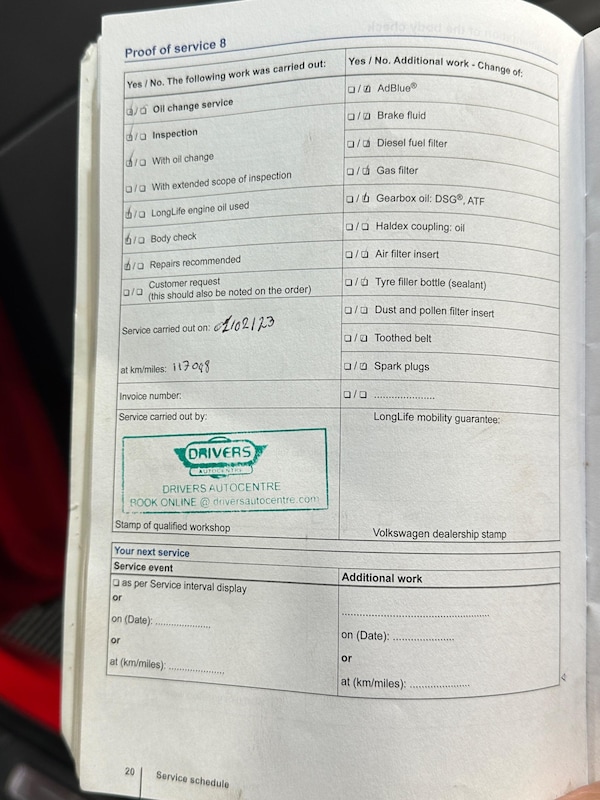 Proof of service 8
Yes / No. The following work was carried out:
Oil change service
Inspection
With oil change
With extended scope of inspection
LongLife engine oil used
Body check
Repairs recommended
Customer request
(this should also be noted on the order)
Service carried out on: 01/02/23
at km/miles: 117098
Invoice number:
Service carried out by:
DRIVERS
AUTOCENTRE
DRIVERS AUTOCENTRE
BOOK ONLINE @ driversautocentre.com
Stamp of qualified workshop
Yes / No. Additional work - Change of:
AdBlue®
Brake fluid
Diesel fuel filter
Gas filter
Gearbox oil: DSG®, ATF
Haldex coupling: oil
Air filter insert
Tyre filler bottle (sealant)
Dust and pollen filter insert
Toothed belt
Spark plugs
LongLife mobility guarantee:
Volkswagen dealership stamp
Your next service
Service event
as per Service interval display
or
on (Date):
or
at (km/miles):
Additional work
on (Date):
or
at (km/miles):
20
Service schedule